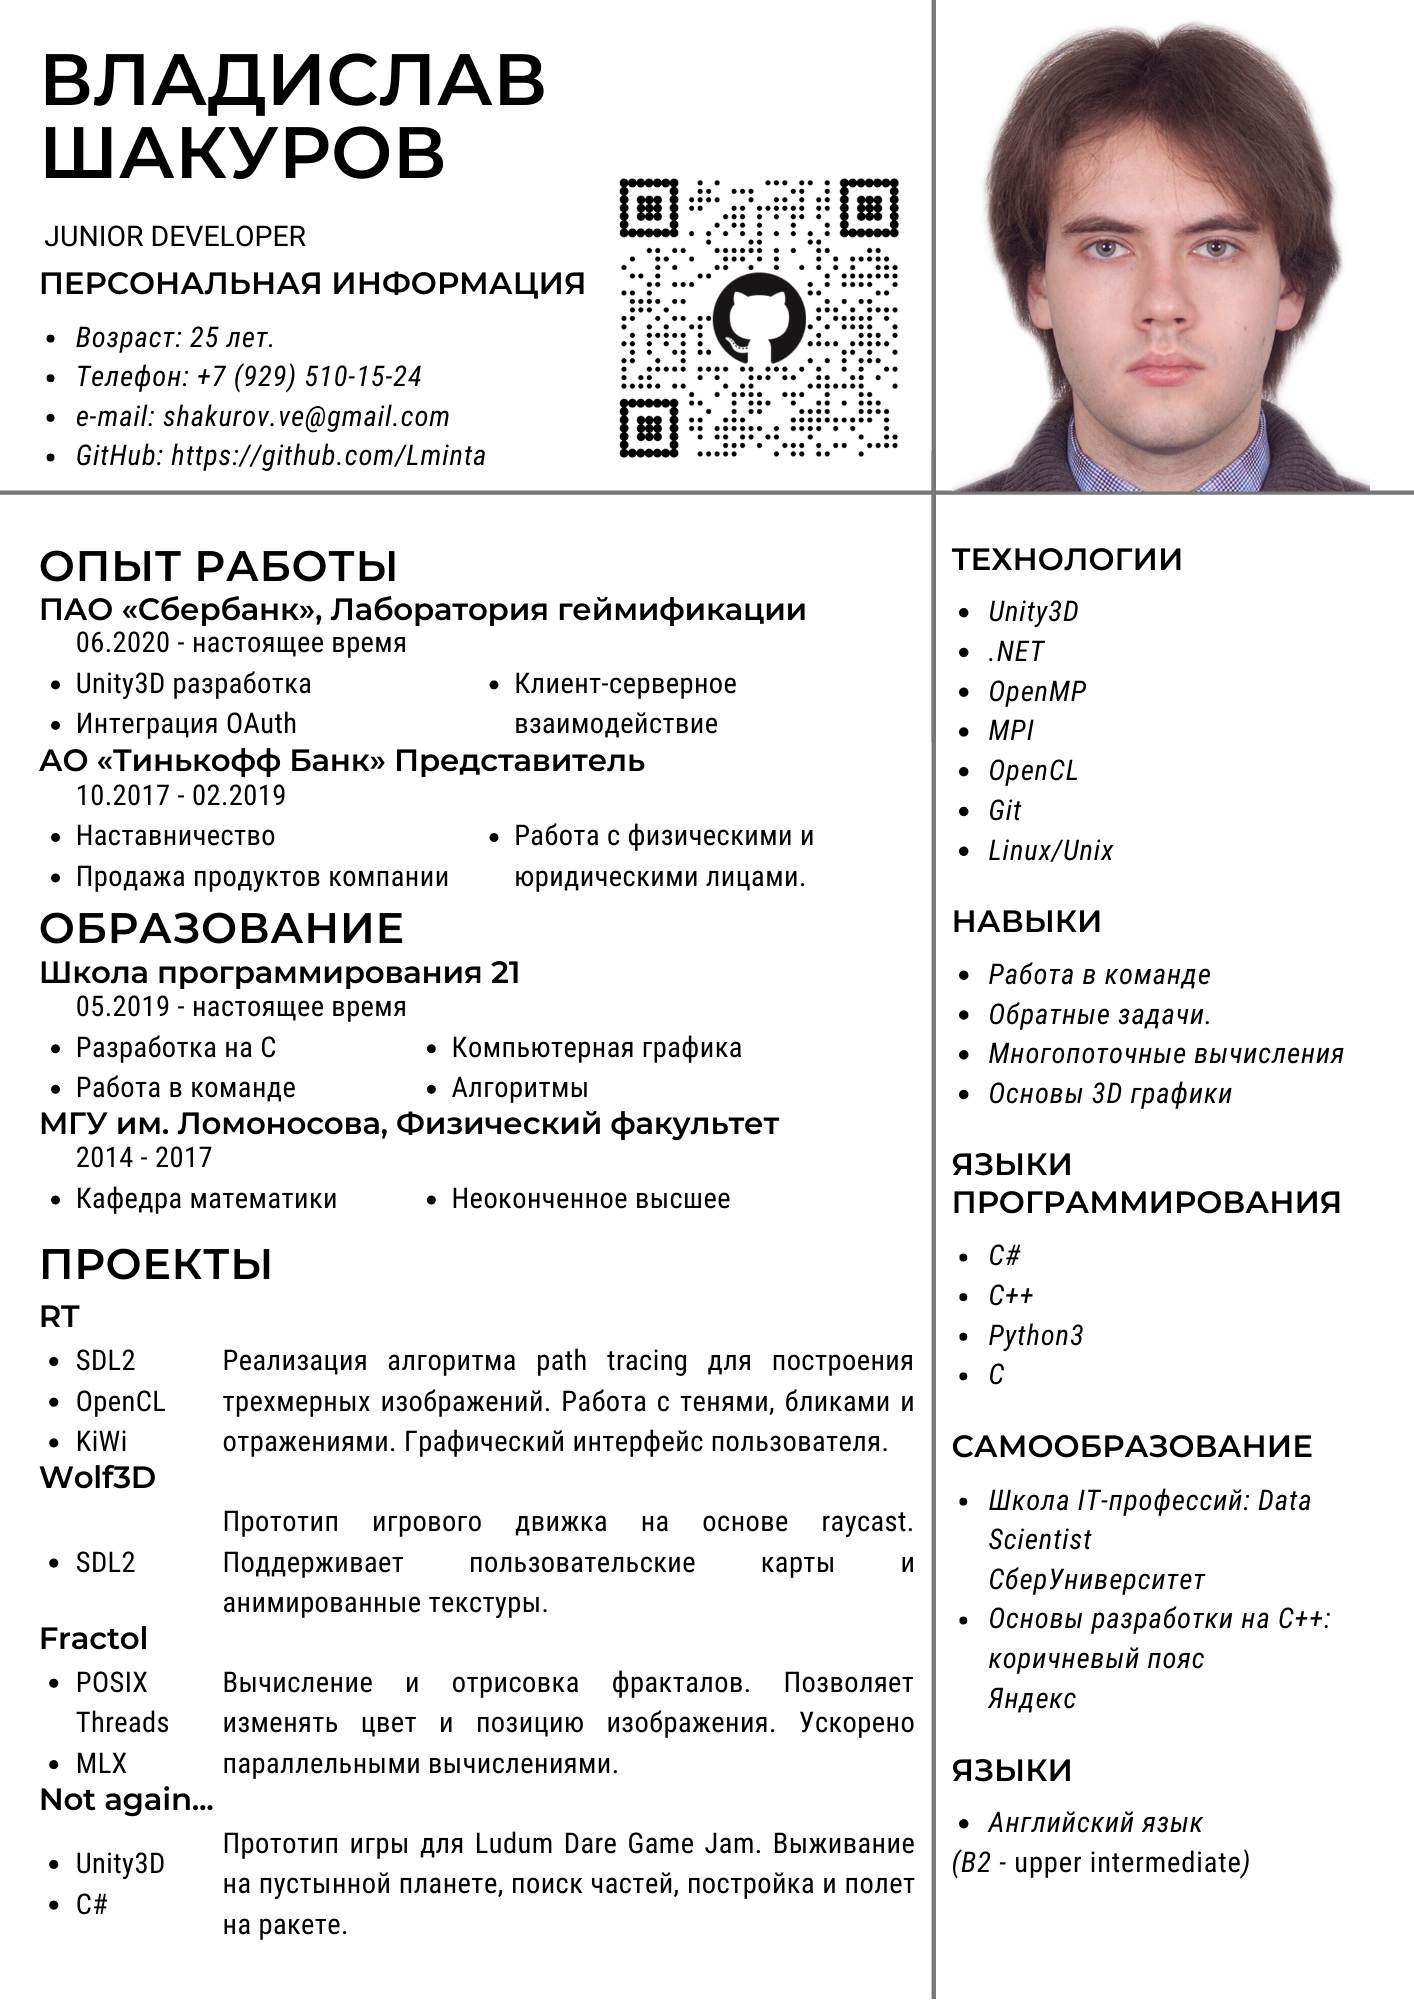 ВЛАДИСЛАВ
ШАКУРОВ
JUNIOR DEVELOPER
ПЕРСОНАЛЬНАЯ ИНФОРМАЦИЯ
• Возраст: 25 лет.
• Телефон: +7 (929) 510-15-24
• e-mail: shakurov.ve@gmail.com
• GitHub: https://github.com/Lminta
ОПЫТ РАБОТЫ
ПАО «Сбербанк», Лаборатория геймификации
06.2020 - настоящее время
• Unity3D разработка
• Интеграция OAuth
• Клиент-серверное
взаимодействие
АО «Тинькофф Банк» Представитель
10.2017 - 02.2019
• Наставничество
• Продажа продуктов компании
• Работа с физическими и
юридическими лицами.
ОБРАЗОВАНИЕ
Школа программирования 21
05.2019 - настоящее время
• Разработка на C
• Работа в команде
• Компьютерная графика
• Алгоритмы
МГУ им. Ломоносова, Физический факультет
2014 - 2017
• Кафедра математики
• Неоконченное высшее
ПРОЕКТЫ
RT
• SDL2
• OpenCL
• KiWi
Реализация алгоритма path tracing для построения
трехмерных изображений. Работа с тенями, бликами и
отражениями. Графический интерфейс пользователя.
Wolf3D
• SDL2
Прототип игрового движка на основе raycast.
Поддерживает пользовательские карты и
анимированные текстуры.
Fractol
• POSIX
Threads
• MLX
Вычисление и отрисовка фракталов. Позволяет
изменять цвет и позицию изображения. Ускорено
параллельными вычислениями.
Not again...
• Unity3D
• C#
Прототип игры для Ludum Dare Game Jam. Выживание
на пустынной планете, поиск частей, постройка и полет
на ракете.
ТЕХНОЛОГИИ
• Unity3D
• .NET
• OpenMP
• MPI
• OpenCL
• Git
• Linux/Unix
НАВЫКИ
• Работа в команде
• Обратные задачи.
• Многопоточные вычисления
• Основы 3D графики
ЯЗЫКИ
ПРОГРАММИРОВАНИЯ
• C#
• C++
• Python3
• C
САМООБРАЗОВАНИЕ
• Школа IT-профессий: Data
Scientist
СберУниверситет
• Основы разработки на C++:
коричневый пояс
Яндекс
ЯЗЫКИ
• Английский язык
(B2 - upper intermediate)